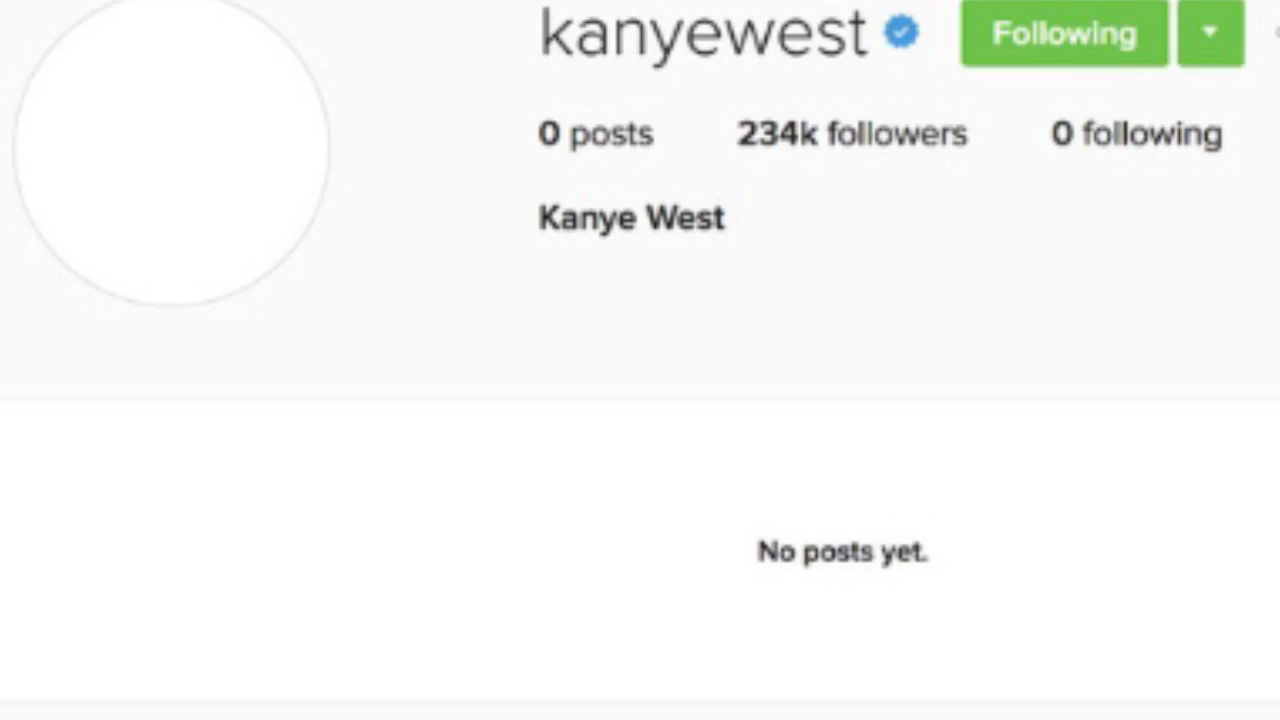 kanyewest Following
0 posts 234k followers 0 following
Kanye West
No posts yet.